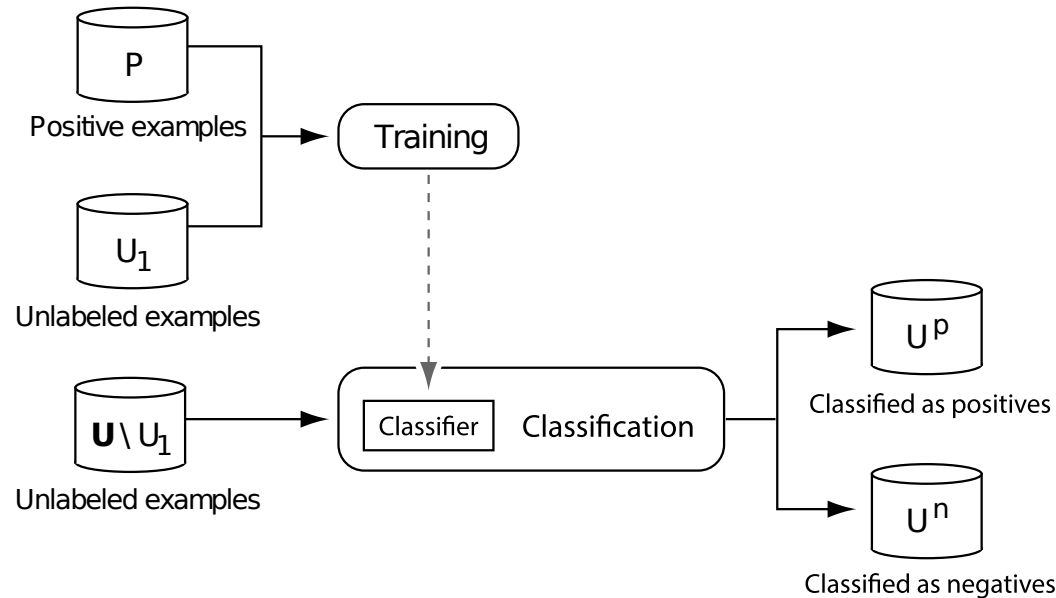 P
Positive examples
Training
U₁
Unlabeled examples
U \ U₁
Unlabeled examples
Classifier
Classification
Uᵖ
Classified as positives
Uⁿ
Classified as negatives